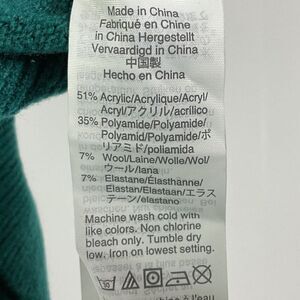 Made in China
Fabriqué en Chine
in China Hergestellt
Vervaardigd in China
中国製
Hecho en China
51% Acrylic/Acrylique/Acryl/
Acryl/アクリル/acrílico
35% Polyamide/Polyamide/
Polyamid/Polyamide/ポ
リアミド/poliamida
7% Wool/Laine/Wolle/Wol/
ウール/lana
7% Elastane/Élasthanne/
Elastan/Elastaan/エラス
テーン/elastano
Machine wash cold with
like colors. Non chlorine
bleach only. Tumble dry
low. Iron on lowest setting.
30